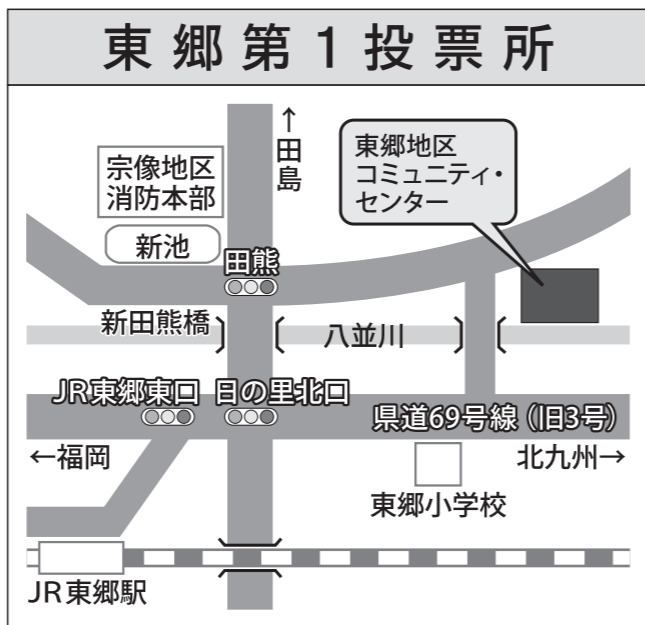 東郷第1投票所
↑田島
東郷地区
コミュニティ・
センター
宗像地区
消防本部
新池
田熊
新田熊橋
八並川
JR東郷東口
日の里北口
県道69号線(旧3号)
←福岡
北九州→
東郷小学校
JR東郷駅